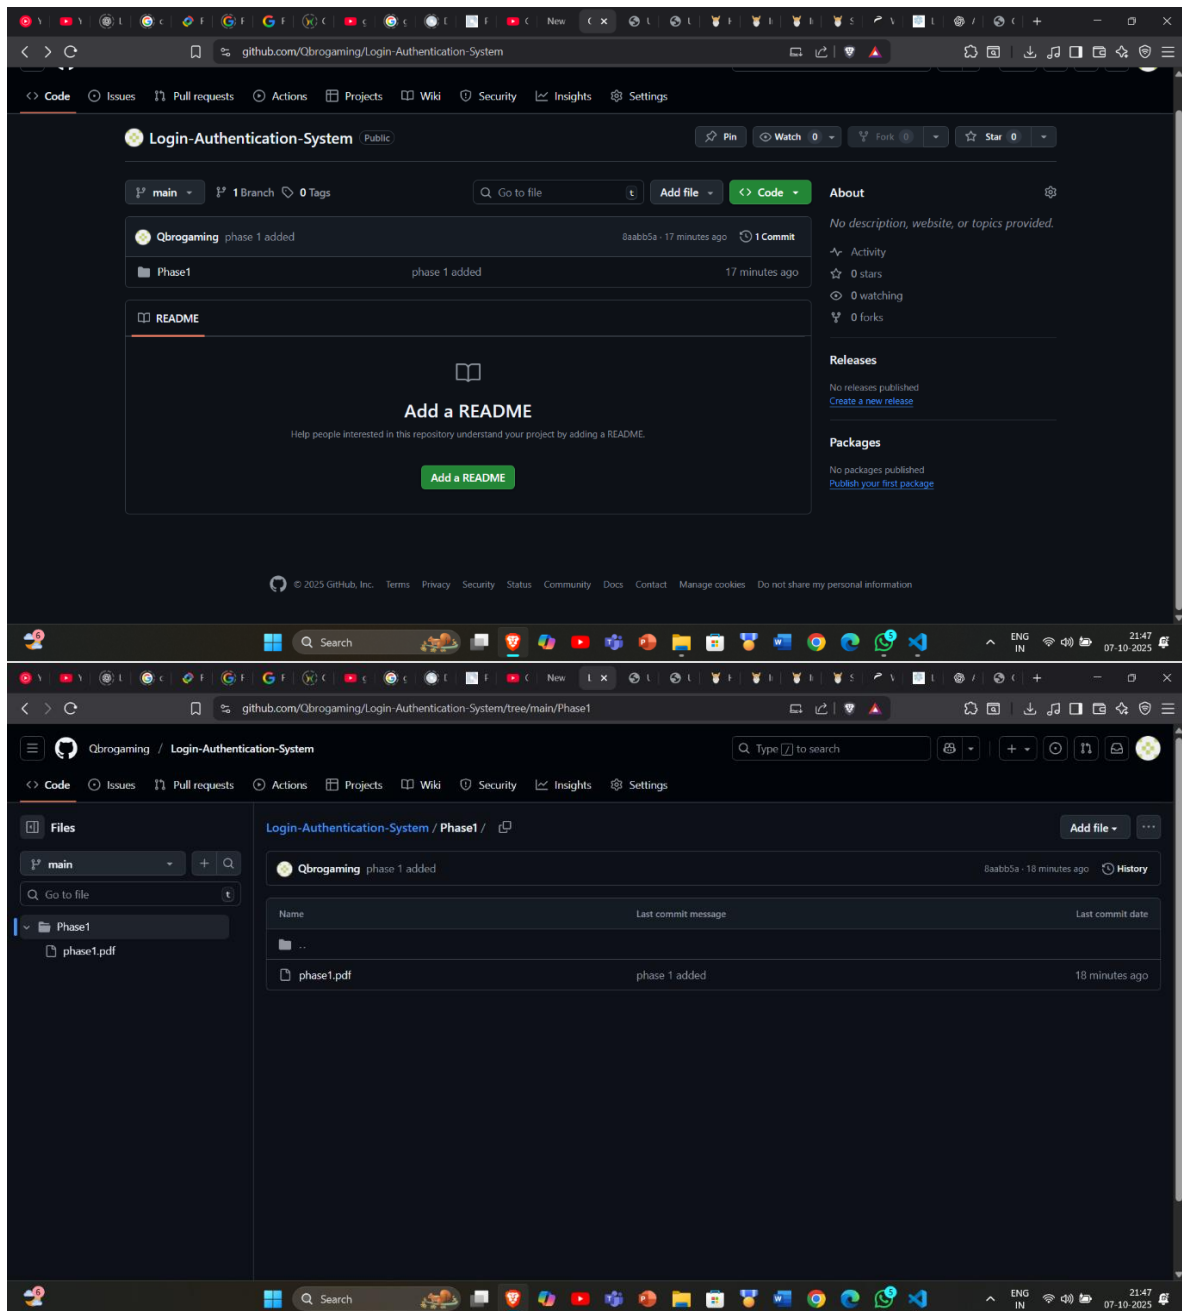 New
github.com/Qbrogaming/Login-Authentication-System
Code Issues Pull requests Actions Projects Wiki Security Insights Settings
Login-Authentication-System Public
Pin Watch 0 Fork 0 Star 0
main 1 Branch 0 Tags Go to file t Add file Code
Qbrogaming phase 1 added 8aabb5a · 17 minutes ago 1 Commit
Phase1 phase 1 added 17 minutes ago
README
Add a README
Help people interested in this repository understand your project by adding a README.
Add a README
About
No description, website, or topics provided.
Activity
0 stars
0 watching
0 forks
Releases
No releases published
Create a new release
Packages
No packages published
Publish your first package
© 2025 GitHub, Inc. Terms Privacy Security Status Community Docs Contact Manage cookies Do not share my personal information
6
Search
5
ENG
IN
21:47
07-10-2025
New
github.com/Qbrogaming/Login-Authentication-System/tree/main/Phase1
Qbrogaming / Login-Authentication-System
Type / to search
Code Issues Pull requests Actions Projects Wiki Security Insights Settings
Files
main
Go to file t
Phase1
phase1.pdf
Login-Authentication-System / Phase1 /
Add file
Qbrogaming phase 1 added 8aabb5a · 18 minutes ago History
Name Last commit message Last commit date
..
phase1.pdf phase 1 added 18 minutes ago
6
Search
5
ENG
IN
21:47
07-10-2025